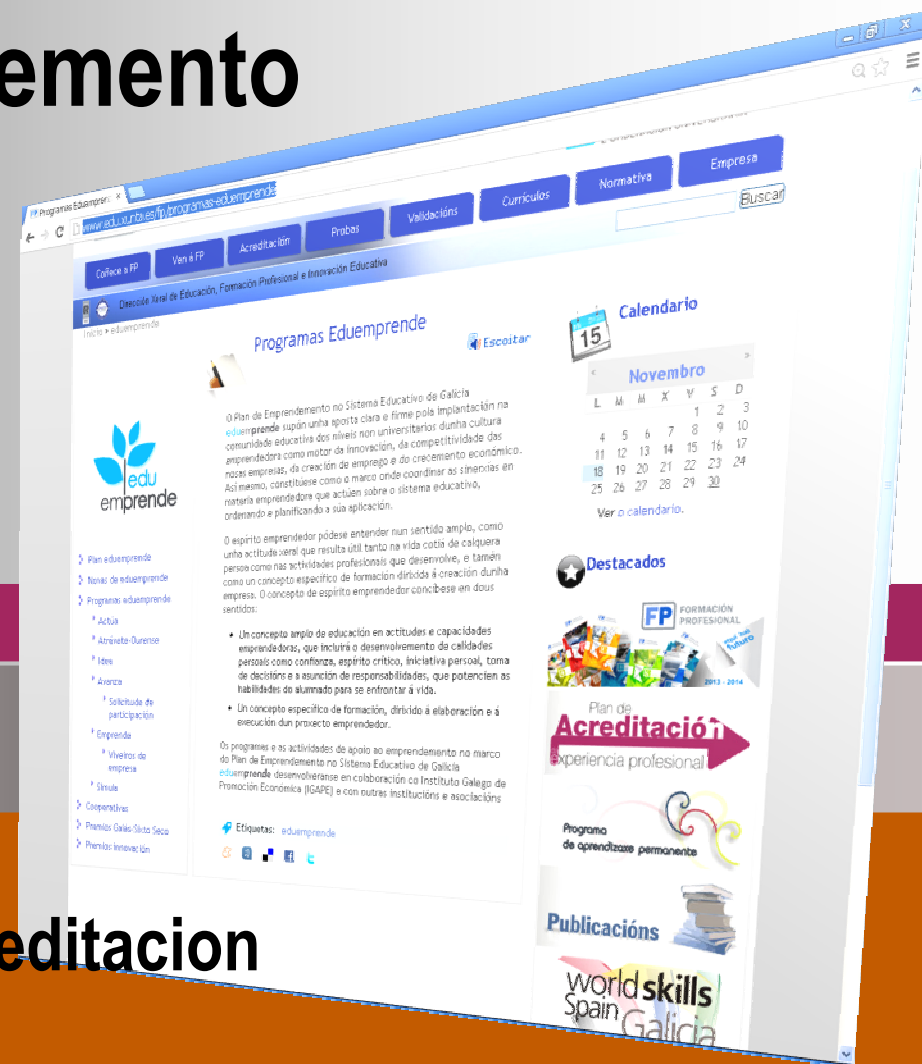 emento
FP Programas Eduempren
www.edu.xunta.es/fp/programas-eduemprende
Coñece a FP
Ven á FP
Acreditación
Probas
Validacións
Currículos
Normativa
Empresa
Buscar
Dirección Xeral de Educación, Formación Profesional e Innovación Educativa
Inicio > eduemprende
Programas Eduemprende
Escoitar
edu
emprende
Plan eduemprende
Novas de eduemprende
Programas eduemprende
Actúa
Atrévete-Ourense
Idea
Avanza
Solicitude de
participación
Emprende
Viveiros de
empresa
Simula
Cooperativas
Premios Galés-Sixto Seco
Premios innovación
O Plan de Emprendemento no Sistema Educativo de Galicia
eduemprende supón unha aposta clara e firme pola implantación na
comunidade educativa dos niveis non universitarios dunha cultura
emprendedora como motor da innovación, da competitividade das
nosas empresas, da creación de emprego e do crecemento económico.
Así mesmo, constitúese como o marco onde coordinar as sinerxías en
materia emprendedora que actúen sobre o sistema educativo,
ordenando e planificando a súa aplicación.
O espírito emprendedor pódese entender nun sentido amplo, como
unha actitude xeral que resulta útil tanto na vida cotiá de calquera
persoa como nas actividades profesionais que desenvolve, e tamén
como un concepto específico de formación dirixida á creación dunha
empresa. O concepto de espírito emprendedor concíbese en dous
sentidos:
Un concepto amplo de educación en actitudes e capacidades
emprendedoras, que incluirá o desenvolvemento de calidades
persoais como confianza, espírito crítico, iniciativa persoal, toma
de decisións e a asunción de responsabilidades, que potencien as
habilidades do alumnado para se enfrontar á vida.
Un concepto específico de formación, dirixido á elaboración e á
execución dun proxecto emprendedor.
Os programas e as actividades de apoio ao emprendemento no marco
do Plan de Emprendemento no Sistema Educativo de Galicia
eduemprende desenvolveranse en colaboración co Instituto Galego de
Promoción Económica (IGAPE) e con outras institucións e asociacións
Etiquetas: eduemprende
Calendario
15
« Novembro »
L M M X V S D
1 2 3
4 5 6 7 8 9 10
11 12 13 14 15 16 17
18 19 20 21 22 23 24
25 26 27 28 29 30
Ver o calendario.
Destacados
FP FORMACIÓN
PROFESIONAL
aquí, hai
futuro
2013 - 2014
Plan de
Acreditación
experiencia profesional
Programa
de aprendizaxe permanente
Publicacións
worldskills
Spain
Galicia
editacion